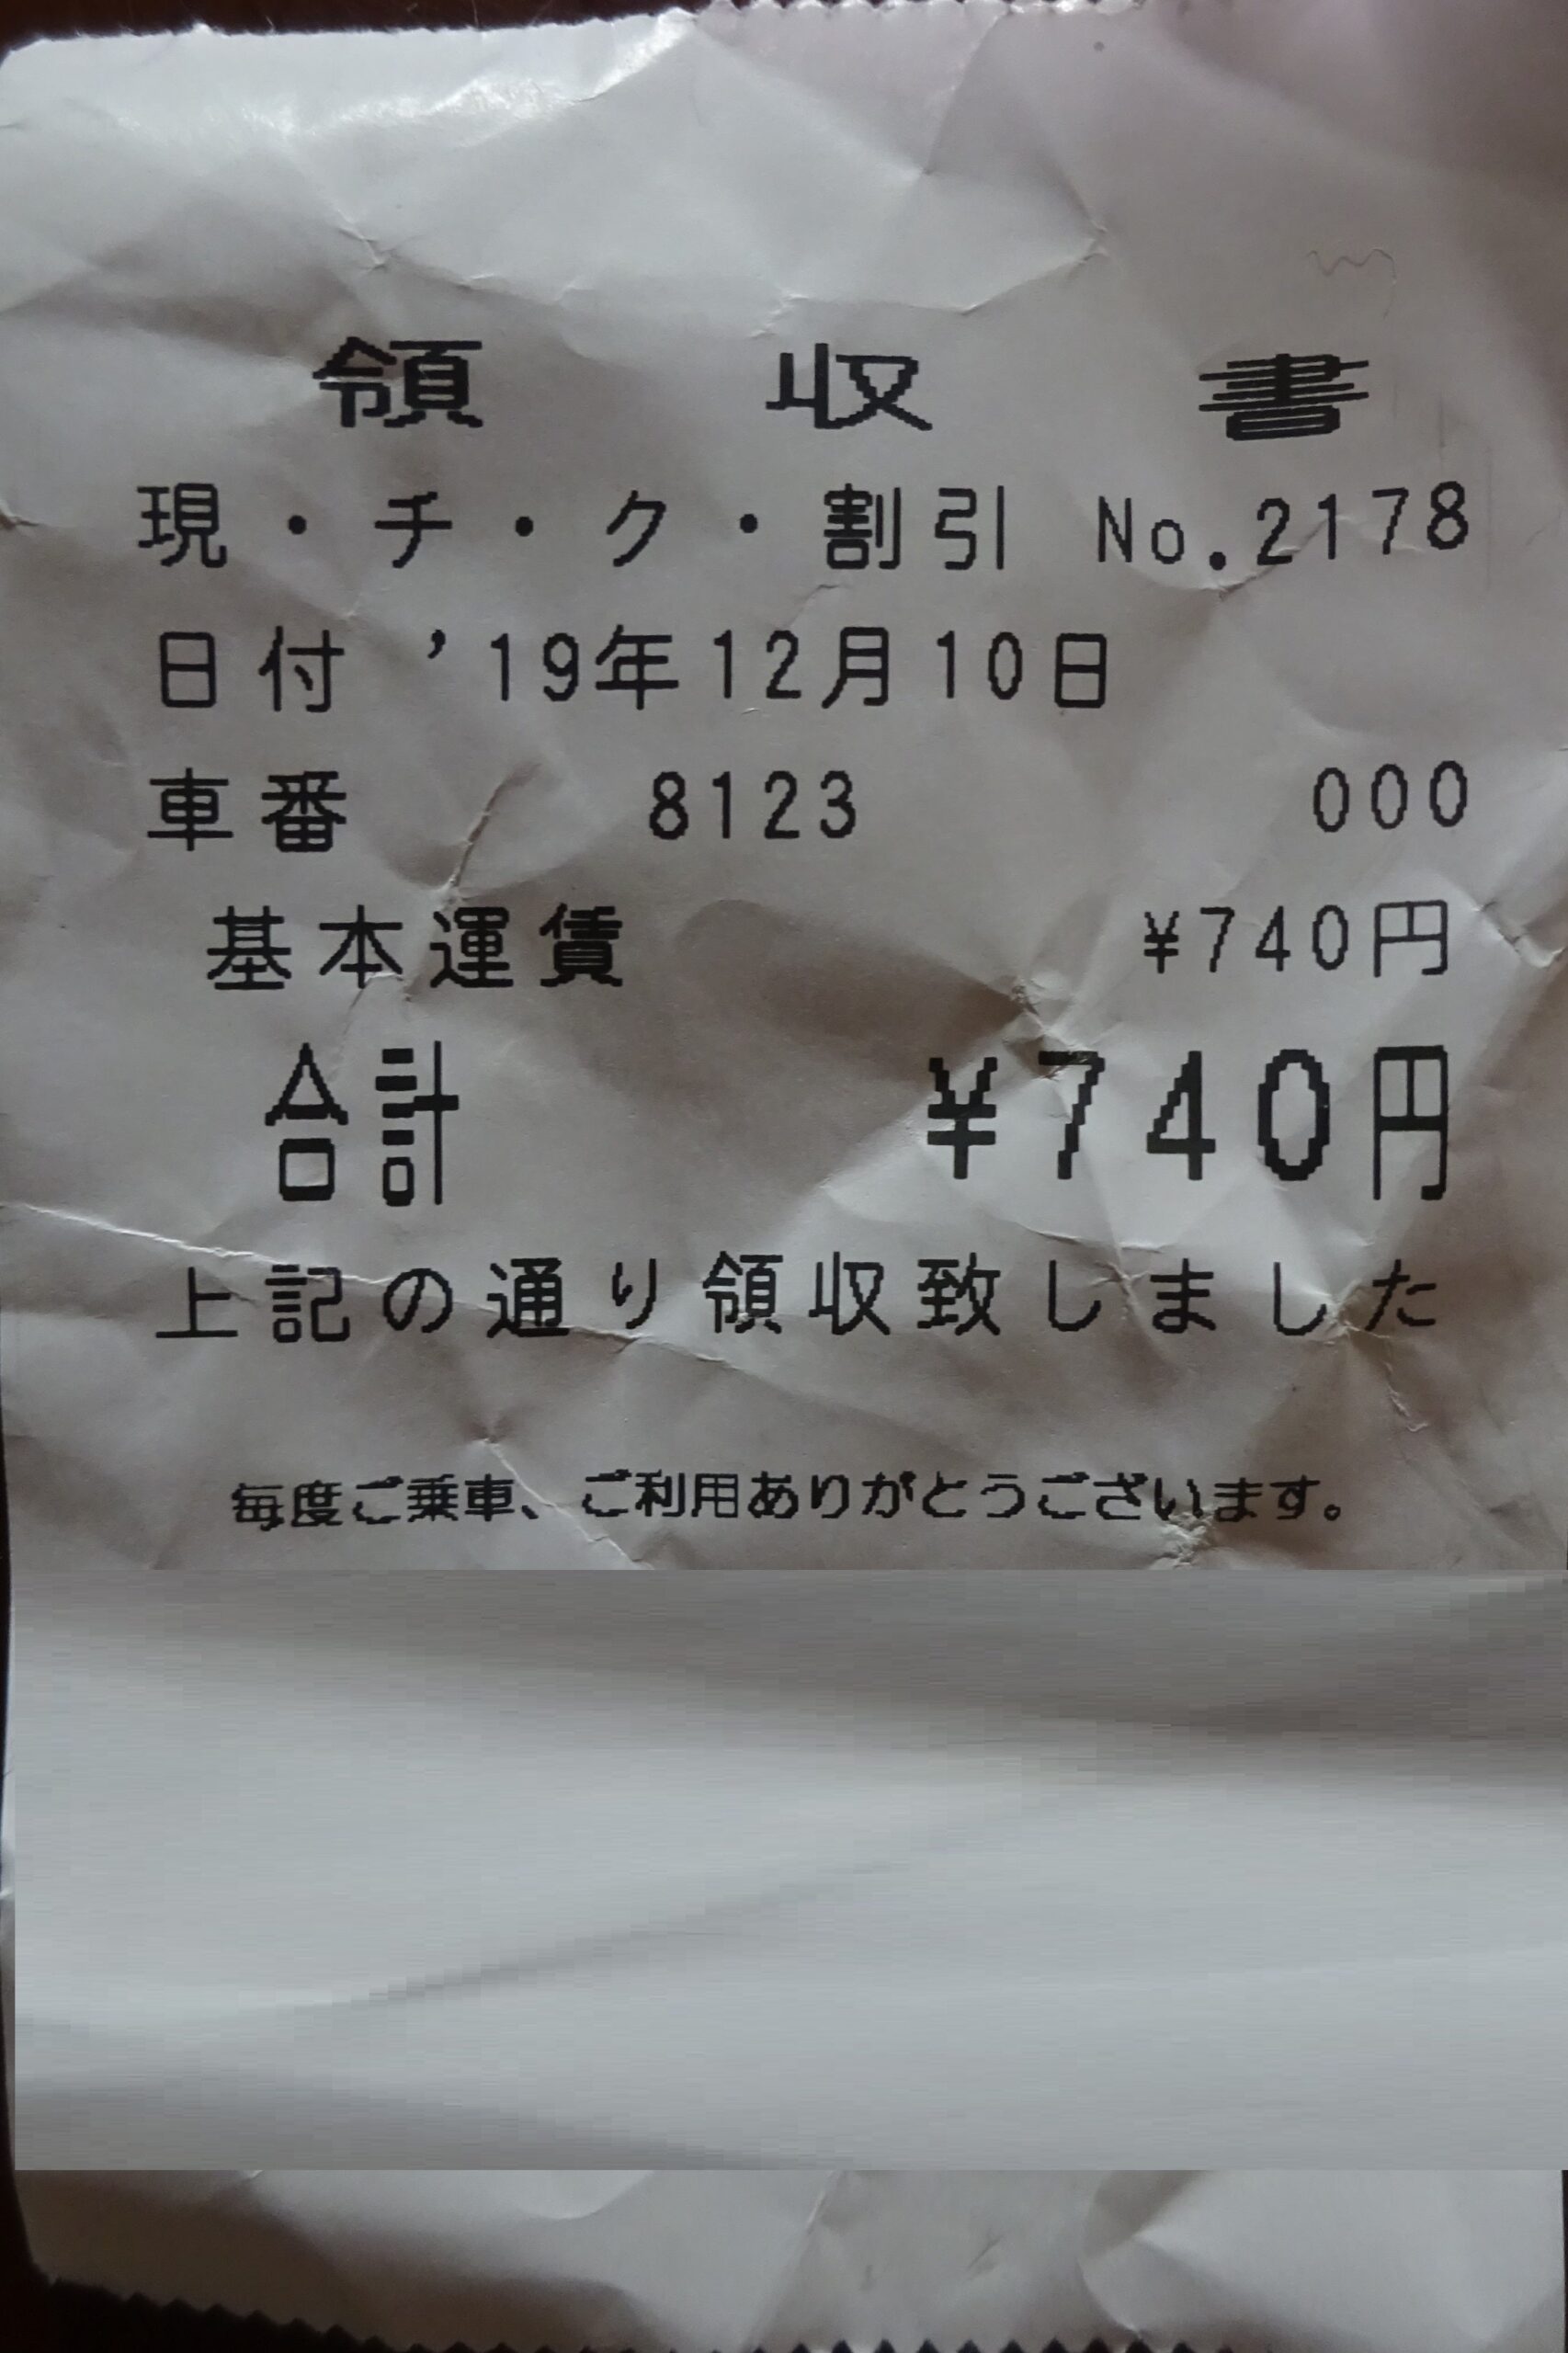 領収書
現・チ・ク・割引 No.2178
日付 '19年12月10日
車番 8123 000
基本運賃 ¥740円
合計 ¥740円
上記の通り領収致しました
毎度ご乗車、ご利用ありがとうございます。